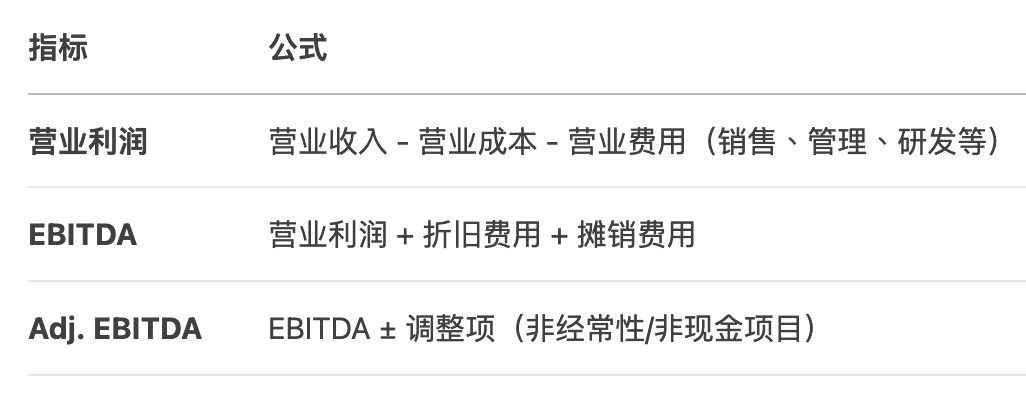 指标 公式
营业利润 营业收入 - 营业成本 - 营业费用（销售、管理、研发等）
EBITDA 营业利润 + 折旧费用 + 摊销费用
Adj. EBITDA EBITDA ± 调整项（非经常性/非现金项目）